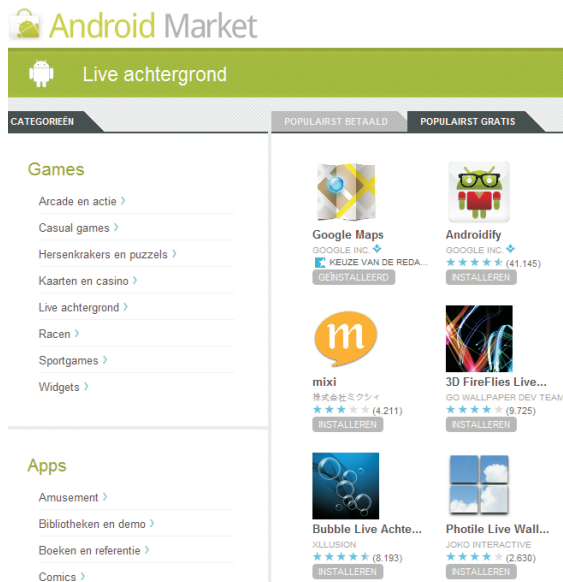 Android Market
Live achtergrond
CATEGORIEËN
POPULAIRST BETAALD
POPULAIRST GRATIS
Games
Arcade en actie ›
Casual games ›
Hersenkrakers en puzzels ›
Kaarten en casino ›
Live achtergrond ›
Racen ›
Sportgames ›
Widgets ›
Apps
Amusement ›
Bibliotheken en demo ›
Boeken en referentie ›
Comics ›
Google Maps
GOOGLE INC.
KEUZE VAN DE REDA...
GEÏNSTALLEERD
Androidify
GOOGLE INC.
(41.145)
INSTALLEREN
m
mixi
株式会社ミクシィ
(4.211)
INSTALLEREN
3D FireFlies Live...
GO WALLPAPER DEV TEAM
(9.725)
INSTALLEREN
Bubble Live Achte...
XLLUSION
(8.193)
INSTALLEREN
Photile Live Wall...
JOKO INTERACTIVE
(2.630)
INSTALLEREN